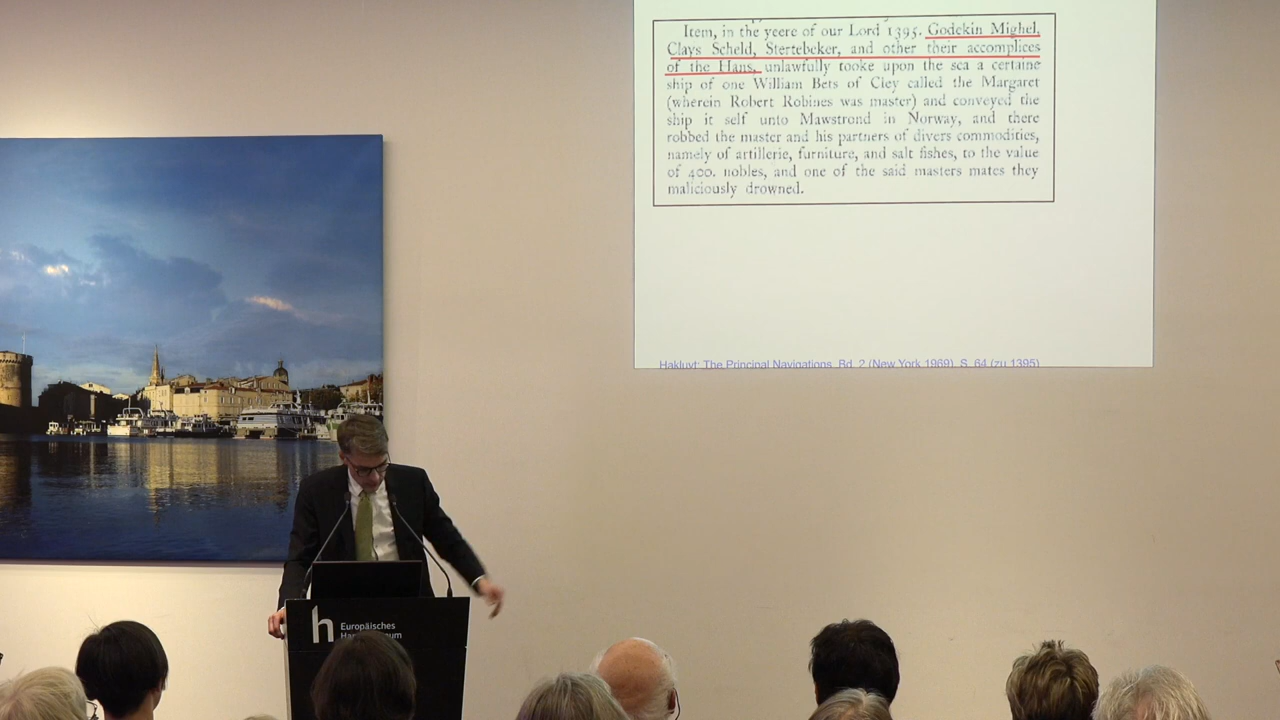 Item, in the yeere of our Lord 1395. Godekin Mighel,
Clays Scheld, Stertebeker, and other their accomplices
of the Hans, unlawfully tooke upon the sea a certaine
ship of one William Bets of Cley called the Margaret
(wherein Robert Robines was master) and conveyed the
ship it self unto Mawstrond in Norway, and there
robbed the master and his partners of divers commodities,
namely of artillerie, furniture, and salt fishes, to the value
of 400. nobles, and one of the said masters mates they
maliciously drowned.
Hakluyt: The Principal Navigations, Bd. 2 (New York 1969), S. 64 (zu 1395)
h Europäisches